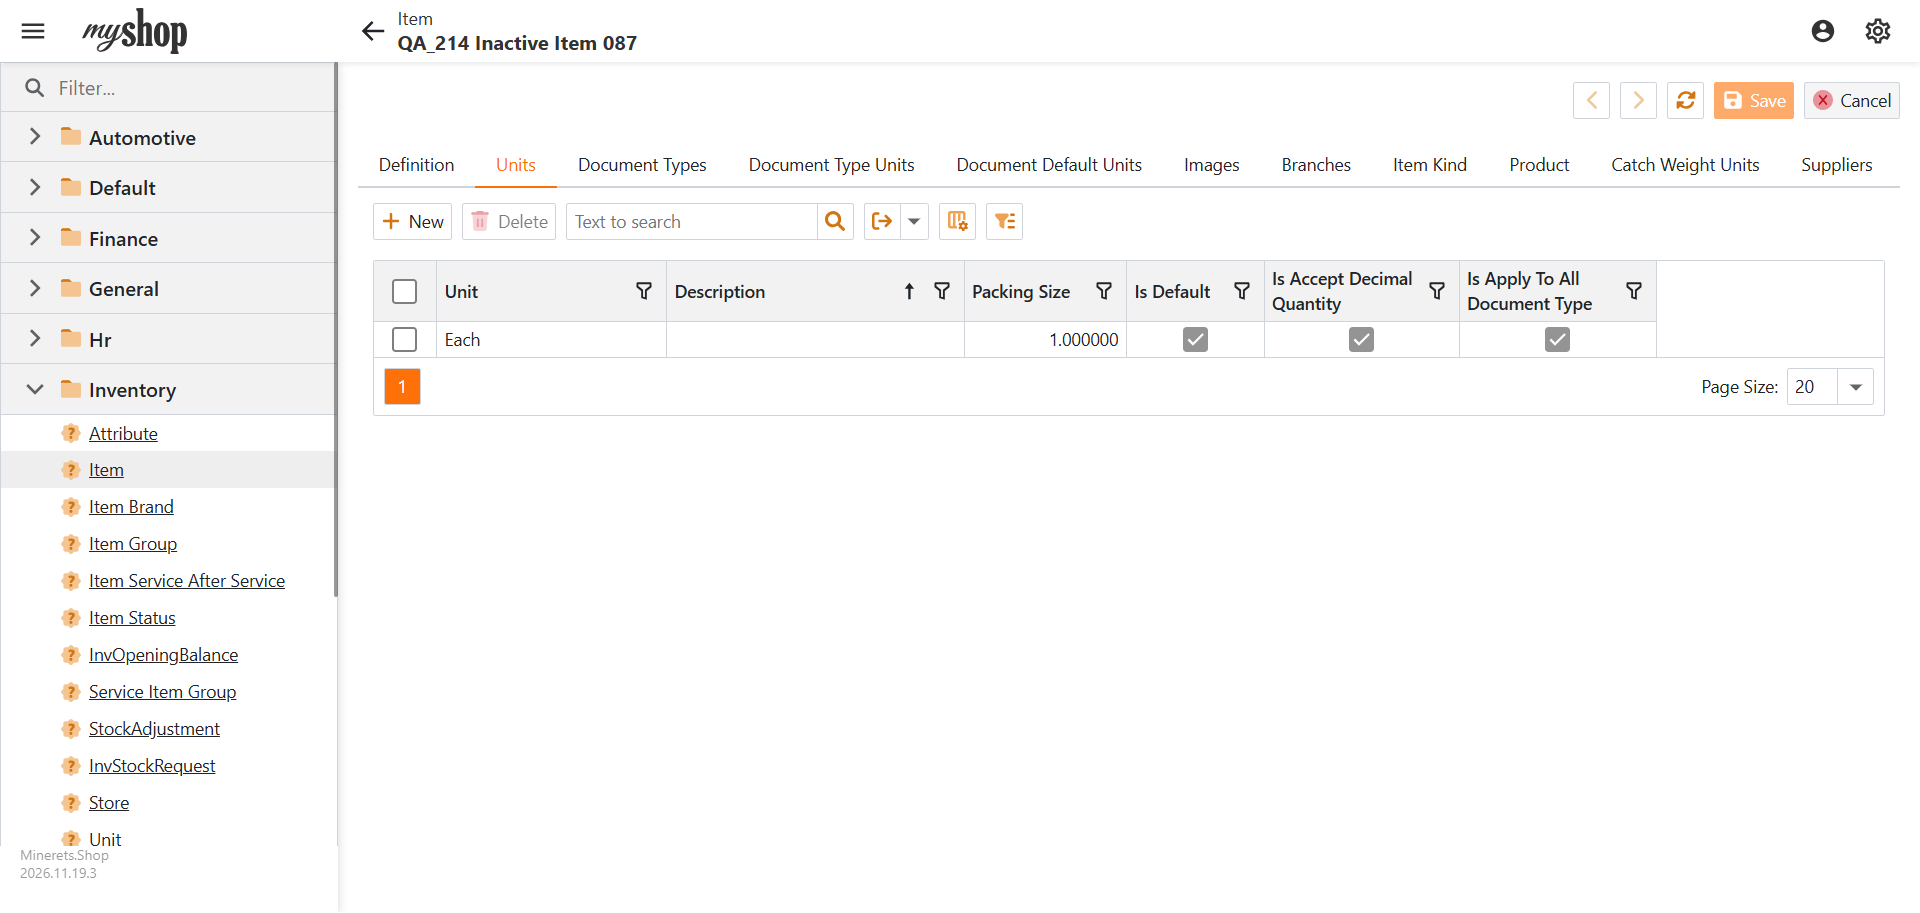 myshop
Item
QA_214 Inactive Item 087
Filter...
Automotive
Default
Finance
General
Hr
Inventory
Attribute
Item
Item Brand
Item Group
Item Service After Service
Item Status
InvOpeningBalance
Service Item Group
StockAdjustment
InvStockRequest
Store
Unit
Minerets.Shop
2026.11.19.3
Save
Cancel
Definition
Units
Document Types
Document Type Units
Document Default Units
Images
Branches
Item Kind
Product
Catch Weight Units
Suppliers
New
Delete
Text to search
Unit
Description
Packing Size
Is Default
Is Accept Decimal
Quantity
Is Apply To All
Document Type
Each
1.000000
1
Page Size:
20